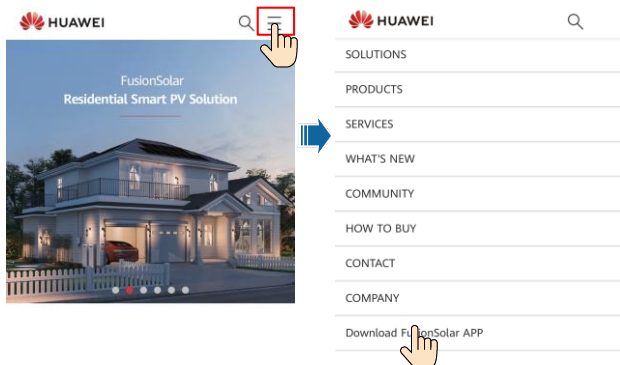 HUAWEI
FusionSolar
Residential Smart PV Solution
HUAWEI
SOLUTIONS
PRODUCTS
SERVICES
WHAT'S NEW
COMMUNITY
HOW TO BUY
CONTACT
COMPANY
Download FusionSolar APP